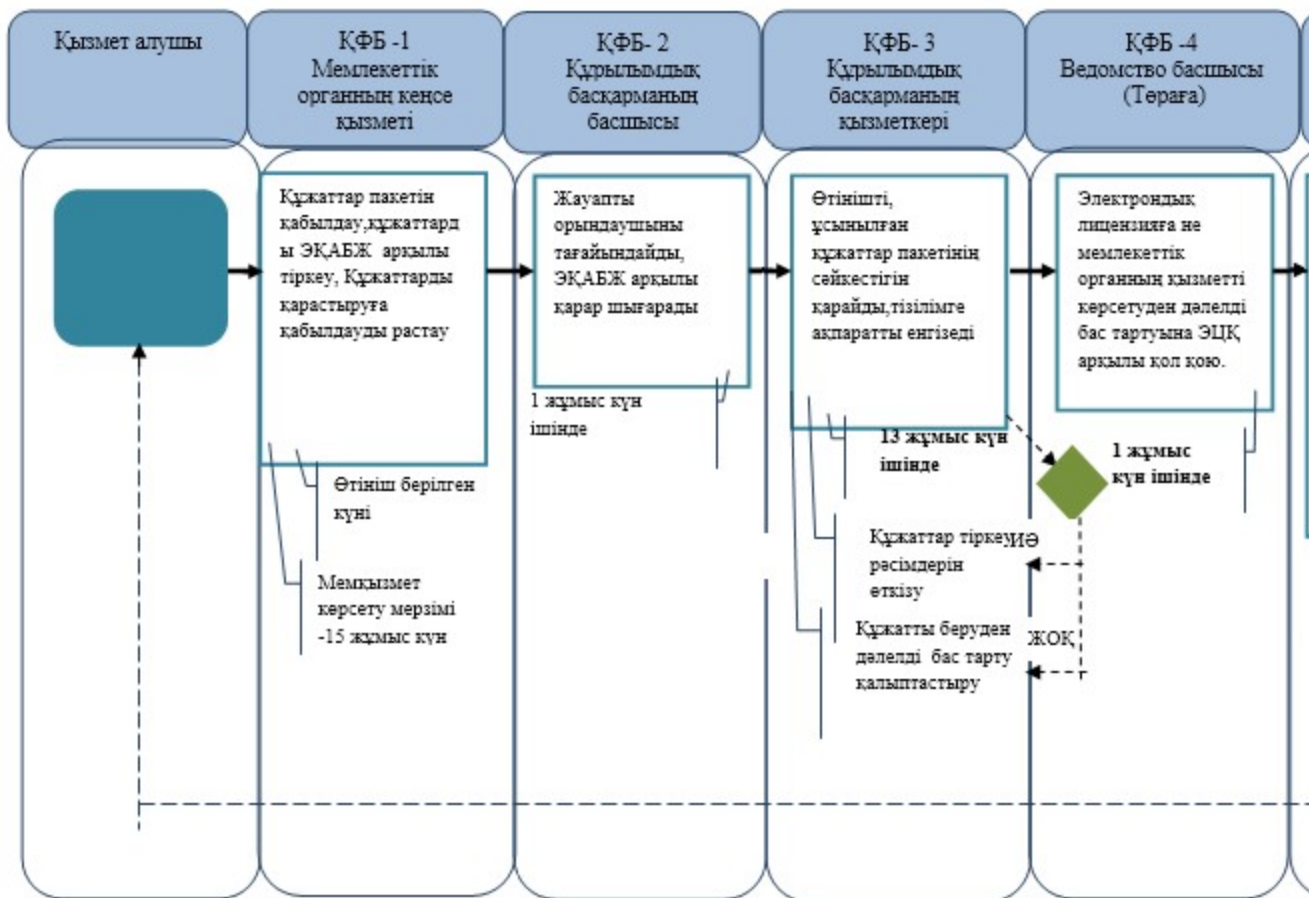 Қызмет алушы
ҚФБ -1
Мемлекеттік
органның кеңсе
қызметі
ҚФБ- 2
Құрылымдық
басқарманың
басшысы
ҚФБ- 3
Құрылымдық
басқарманың
қызметкері
ҚФБ -4
Ведомство басшысы
(Төраға)
Құжаттар пакетін
қабылдау,құжаттард
ы ЭҚАБЖ арқылы
тіркеу, Құжаттарды
қарастыруға
қабылдауды растау
Жауапты
орындаушыны
тағайындайды,
ЭҚАБЖ арқылы
қарар шығарады
Өтінішті,
ұсынылған
құжаттар пакетінің
сәйкестігін
қарайды,тізілімге
ақпаратты енгізеді
Электрондық
лицензияға не
мемлекеттік
органның қызметті
көрсетуден дәлелді
бас тартуына ЭЦҚ
арқылы қол қою.
1 жұмыс күн
ішінде
13 жұмыс күн
ішінде
1 жұмыс
күн ішінде
Өтініш берілген
күні
Мемқызмет
көрсету мерзімі
-15 жұмыс күн
Құжаттар тіркеу
рәсімдерін
өткізу
ИӘ
Құжатты беруден
дәлелді бас тарту
қалыптастыру
ЖОҚ